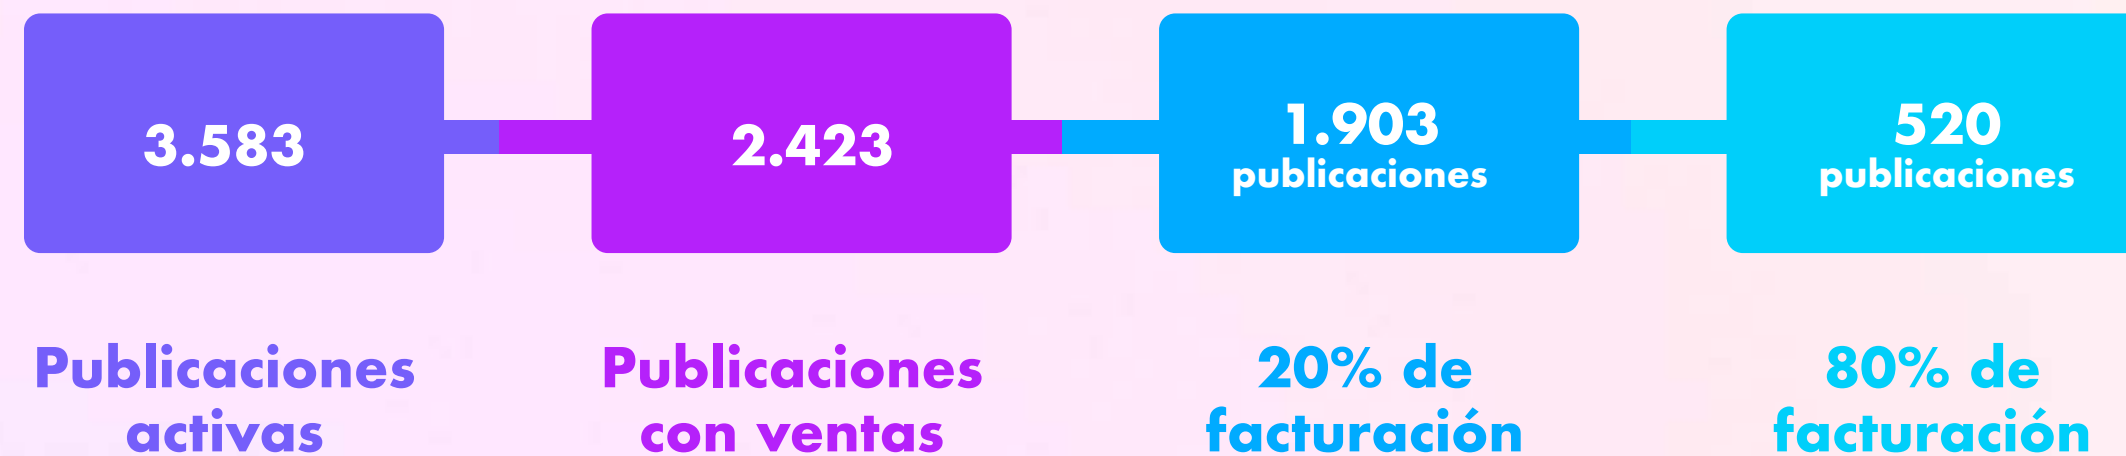 3.583
2.423
1.903
publicaciones
520
publicaciones
Publicaciones
activas
Publicaciones
con ventas
20% de
facturación
80% de
facturación